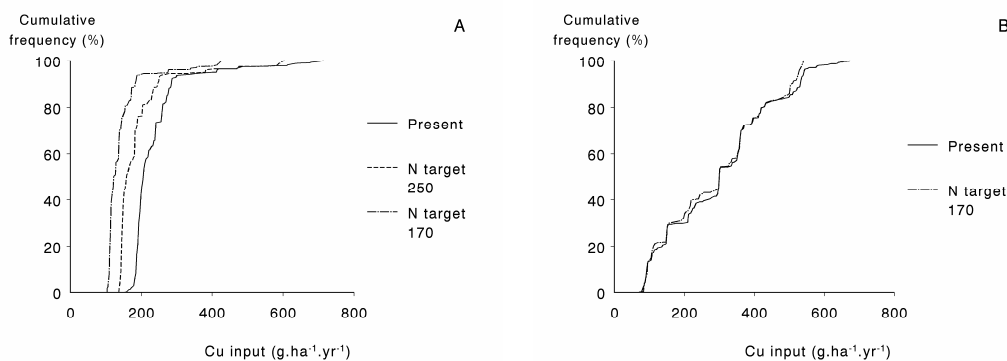 Cumulative
frequency (%)
A
100
80
60
40
20
0
0 200 400 600 800
Cu input (g.ha⁻¹.yr⁻¹)
Present
N target
250
N target
170
Cumulative
frequency (%)
B
100
80
60
40
20
0
0 200 400 600 800
Cu input (g.ha⁻¹.yr⁻¹)
Present
N target
170